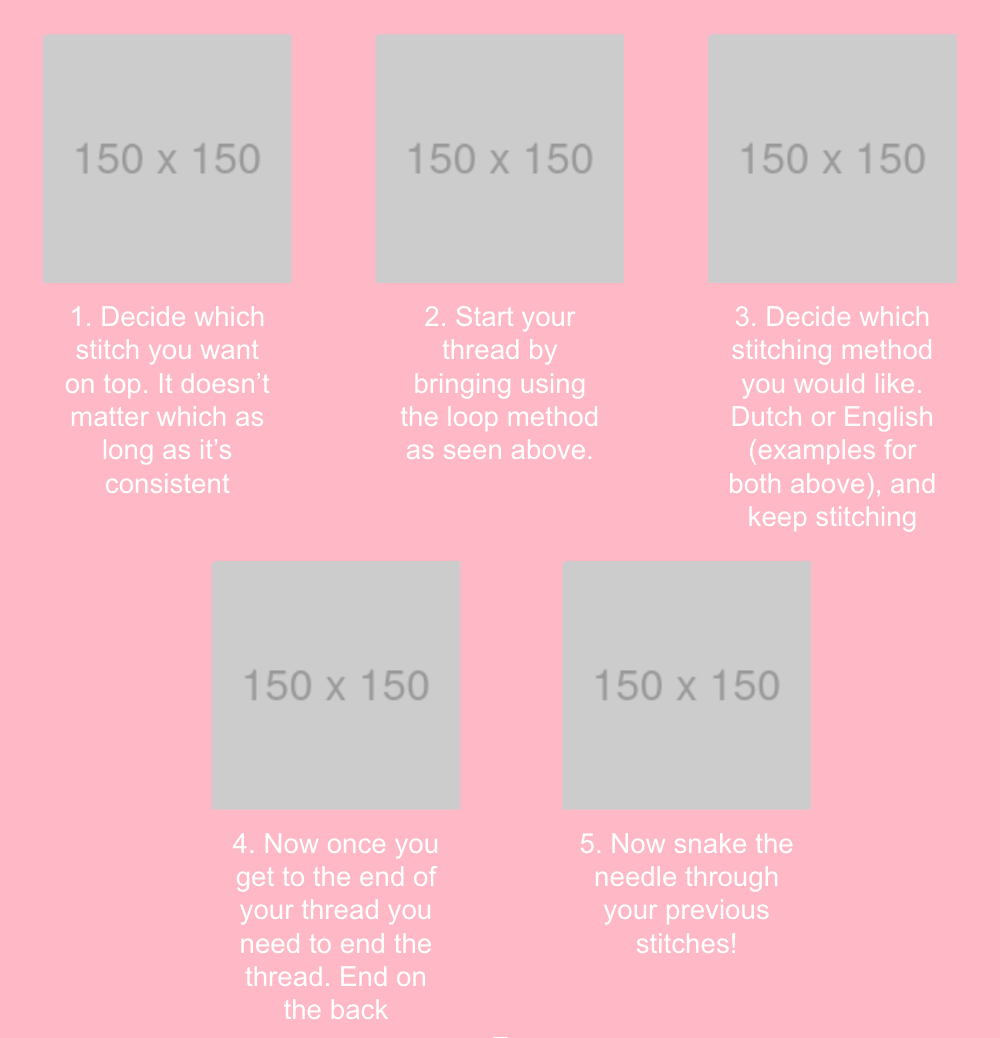 150 x 150
150 x 150
150 x 150
1. Decide which
stitch you want
on top. It doesn’t
matter which as
long as it’s
consistent
2. Start your
thread by
bringing using
the loop method
as seen above.
3. Decide which
stitching method
you would like.
Dutch or English
(examples for
both above), and
keep stitching
150 x 150
150 x 150
4. Now once you
get to the end of
your thread you
need to end the
thread. End on
the back
5. Now snake the
needle through
your previous
stitches!